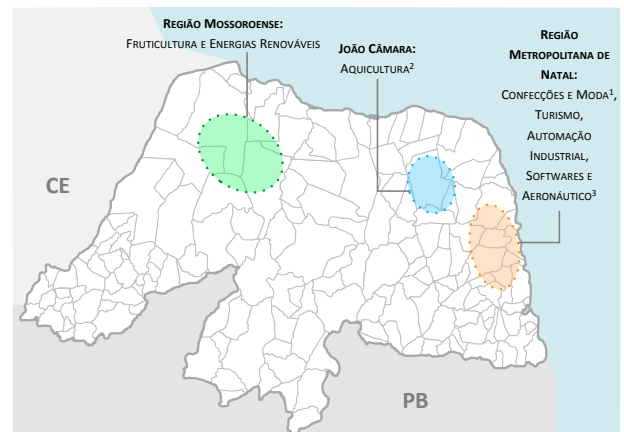 REGIÃO MOSSOROENSE:
FRUTICULTURA E ENERGIAS RENOVÁVEIS
JOÃO CÂMARA:
AQUICULTURA²
REGIÃO
METROPOLITANA DE
NATAL:
CONFECÇÕES E MODA¹,
TURISMO,
AUTOMAÇÃO
INDUSTRIAL,
SOFTWARES E
AERONÁUTICO³
CE
PB